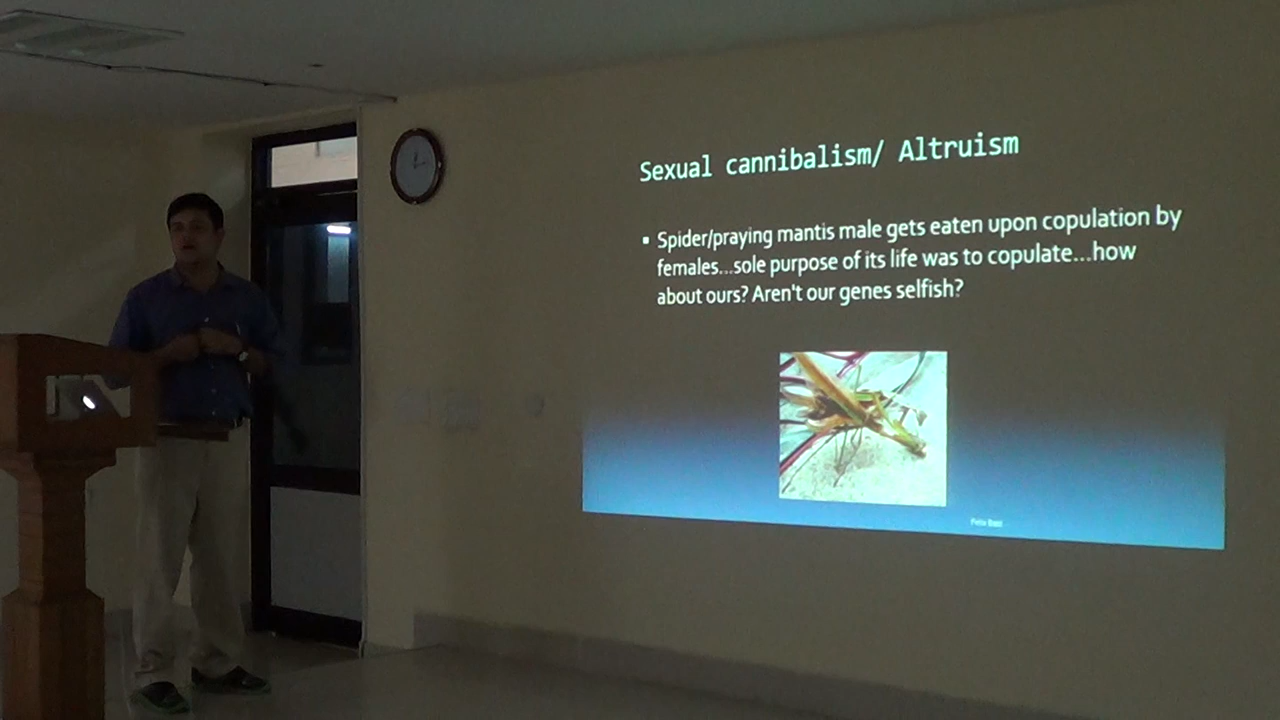 Sexual cannibalism/ Altruism
▪ Spider/praying mantis male gets eaten upon copulation by
females...sole purpose of its life was to copulate...how
about ours? Aren't our genes selfish?